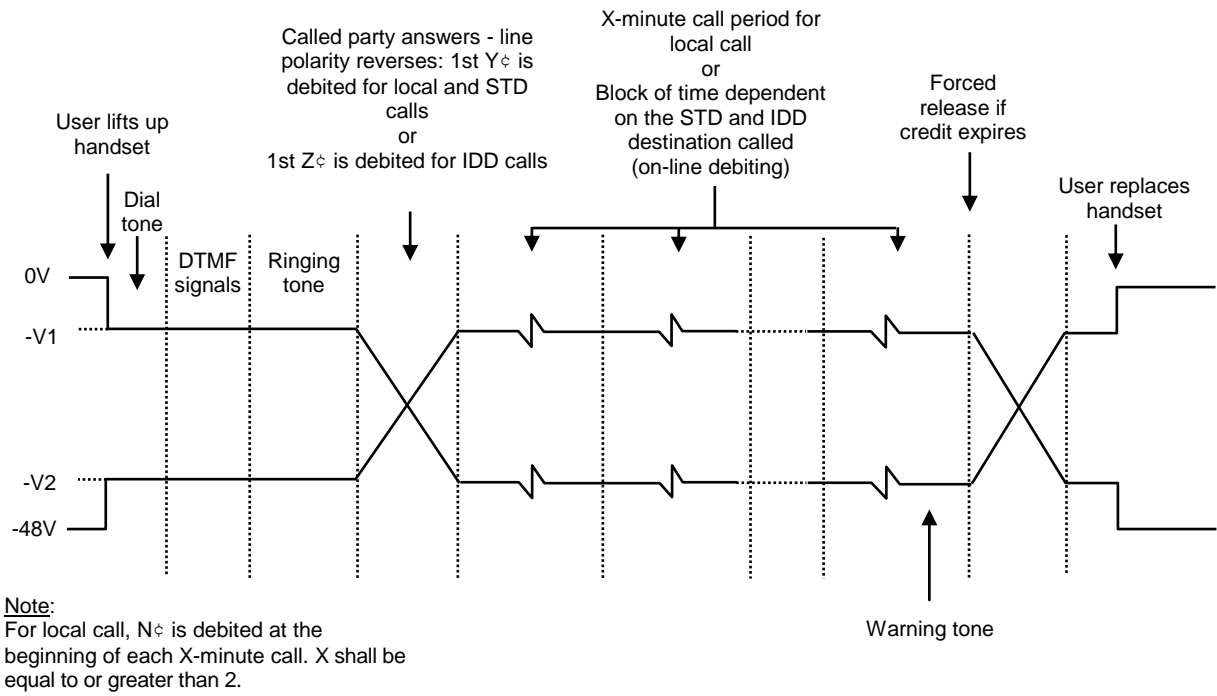 X-minute call period for
local call
or
Block of time dependent
on the STD and IDD
destination called
(on-line debiting)
Called party answers - line
polarity reverses: 1st Y¢ is
debited for local and STD
calls
or
1st Z¢ is debited for IDD calls
Forced
release if
credit expires
User lifts up
handset
Dial
tone
User replaces
handset
DTMF
signals
Ringing
tone
0V
-V1
-V2
-48V
Warning tone
Note:
For local call, N¢ is debited at the
beginning of each X-minute call. X shall be
equal to or greater than 2.